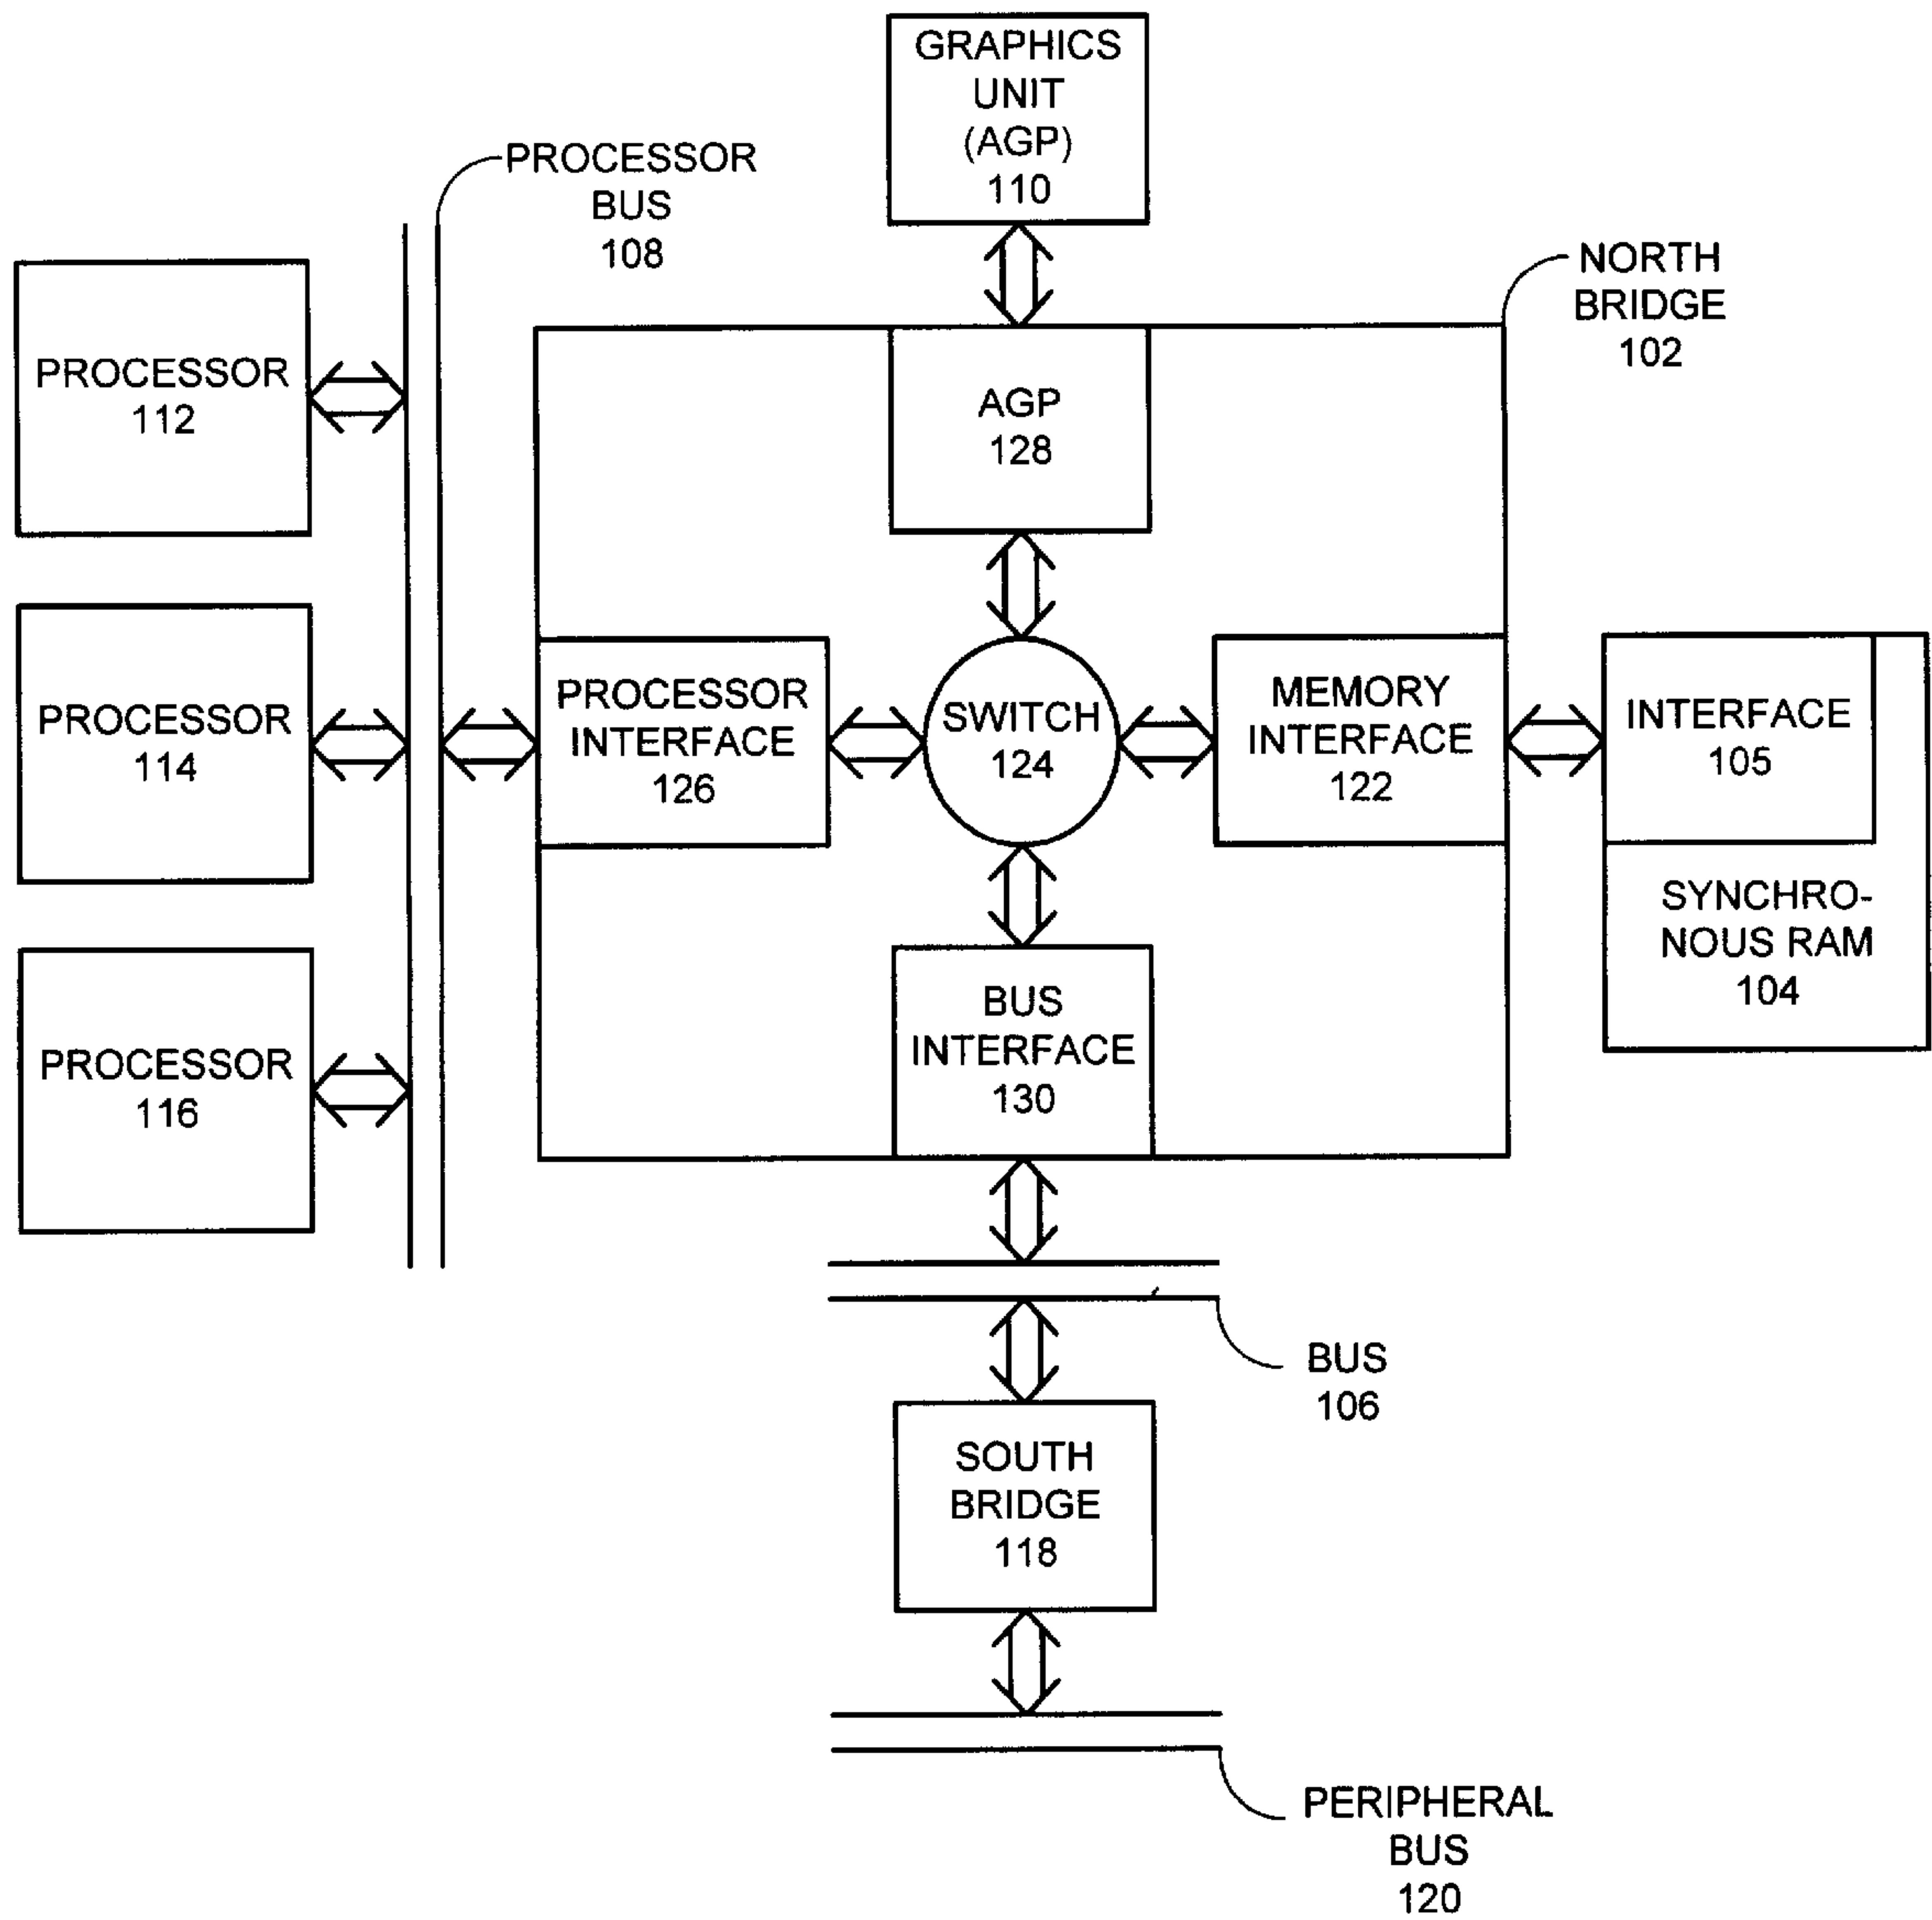 GRAPHICS
UNIT
(AGP)
110
PROCESSOR
BUS
108
NORTH
BRIDGE
102
PROCESSOR
112
AGP
128
PROCESSOR
114
PROCESSOR
INTERFACE
126
SWITCH
124
MEMORY
INTERFACE
122
INTERFACE
105
SYNCHRO-
NOUS RAM
104
PROCESSOR
116
BUS
INTERFACE
130
BUS
106
SOUTH
BRIDGE
118
PERIPHERAL
BUS
120